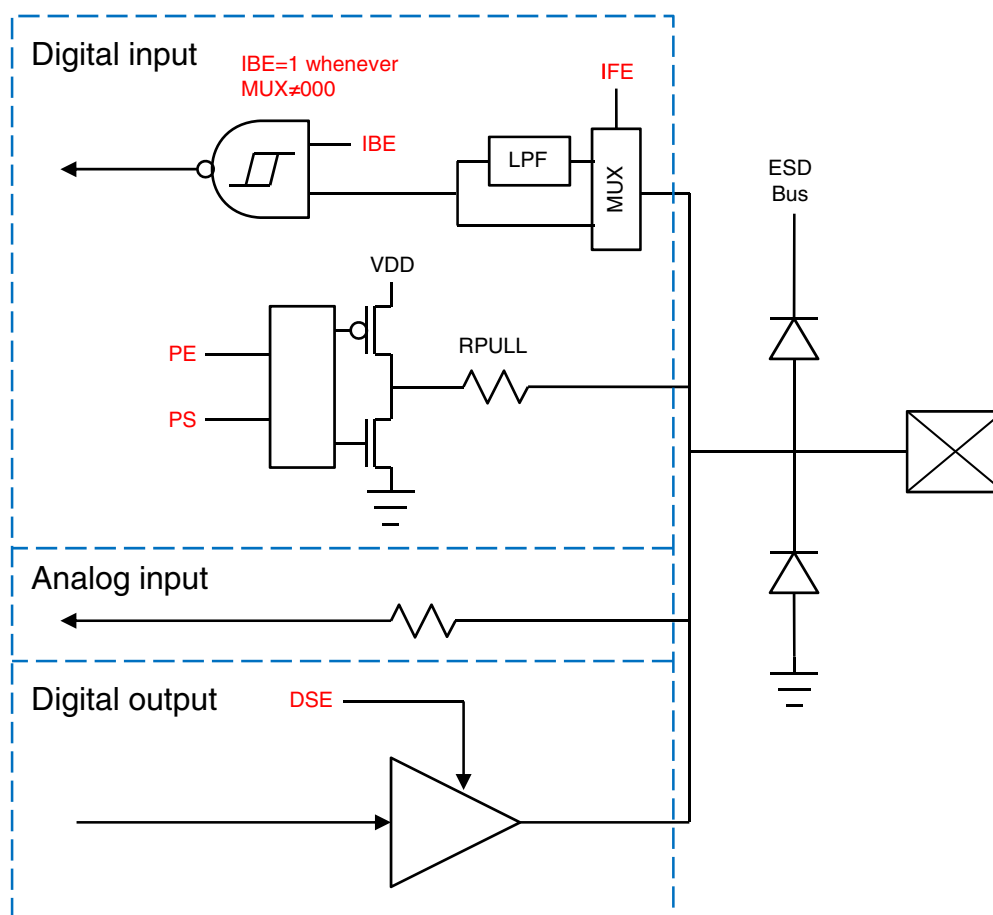 Digital input
IBE=1 whenever
MUX≠000
IFE
IBE
LPF
MUX
ESD
Bus
VDD
PE
RPULL
PS
Analog input
Digital output
DSE